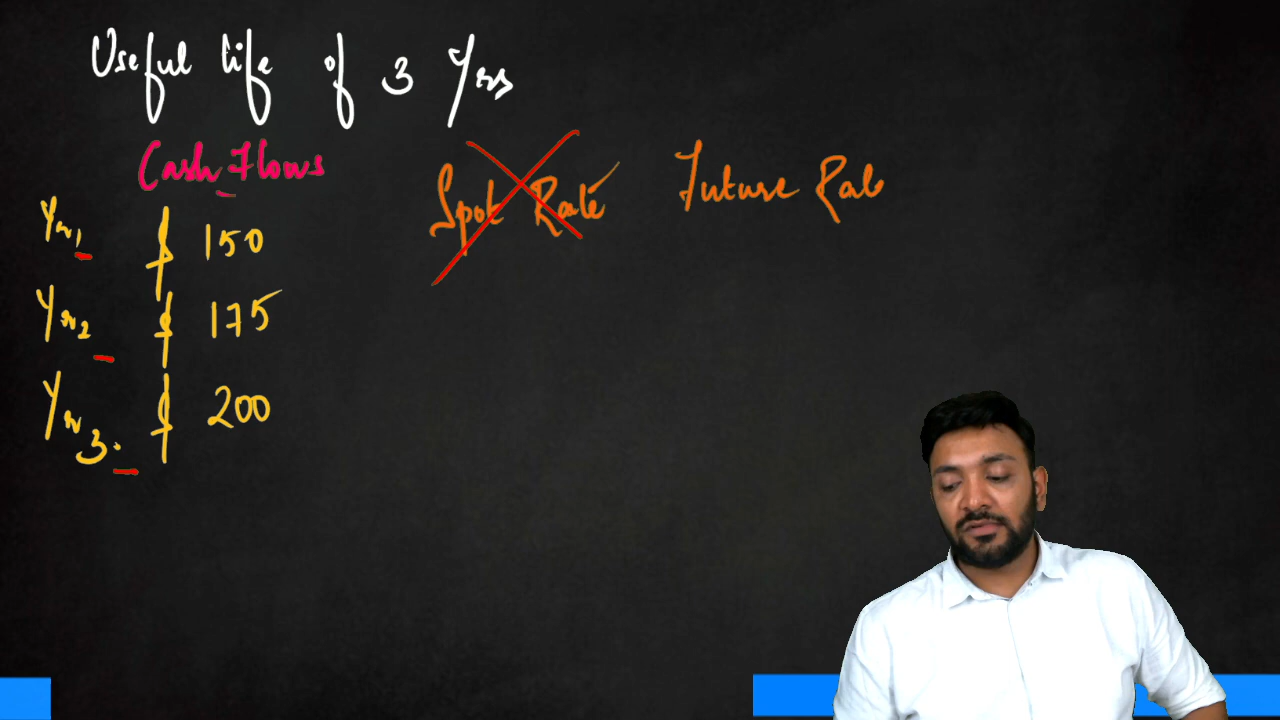 Useful life of 3 Yrs
Cash Flows
Spot Rate Future Rate
Yr1 $ 150
Yr2 $ 175
Yr3. $ 200